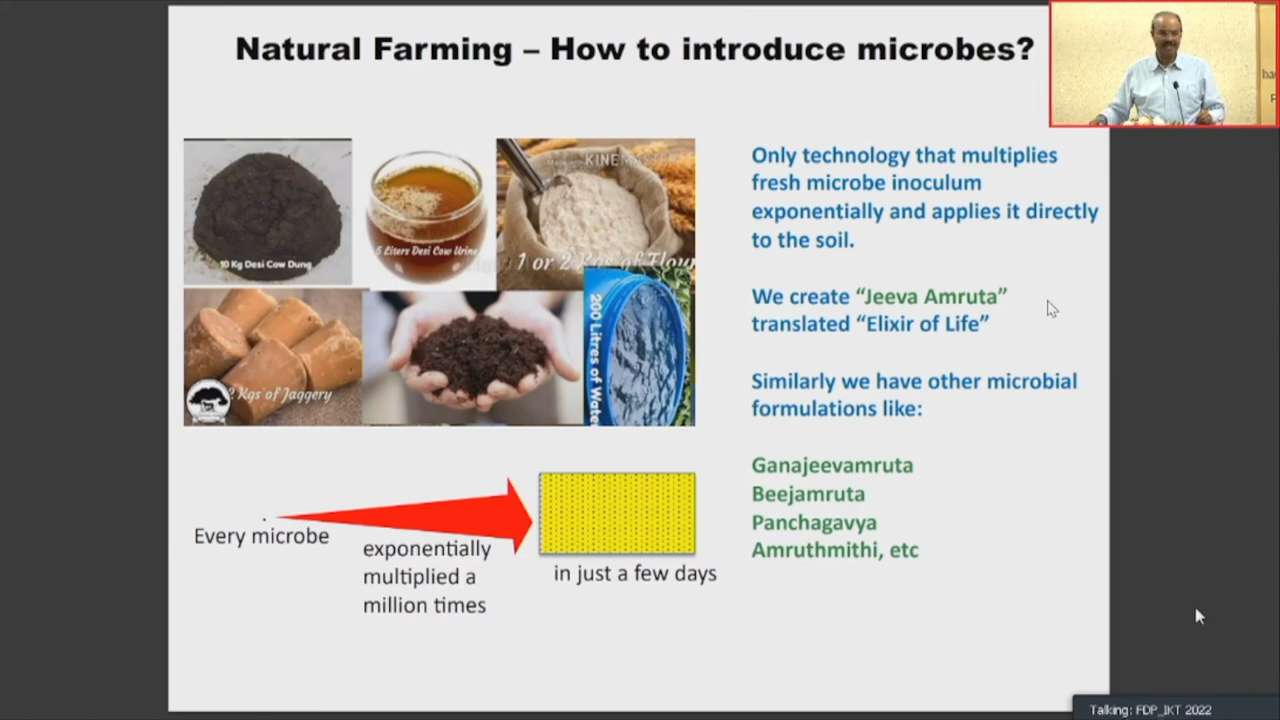 Natural Farming – How to introduce microbes?
KINEMASTER
10 Kg Desi Cow Dung
5 Liters Desi Cow Urine
1 or 2 Kgs of Flour
2 Kgs of Jaggery
200 Litres of Water
Only technology that multiplies
fresh microbe inoculum
exponentially and applies it directly
to the soil.
We create “Jeeva Amruta”
translated “Elixir of Life”
Similarly we have other microbial
formulations like:
Ganajeevamruta
Beejamruta
Panchagavya
Amruthmithi, etc
Every microbe
exponentially
multiplied a
million times
in just a few days
Talking: FDP_IKT 2022